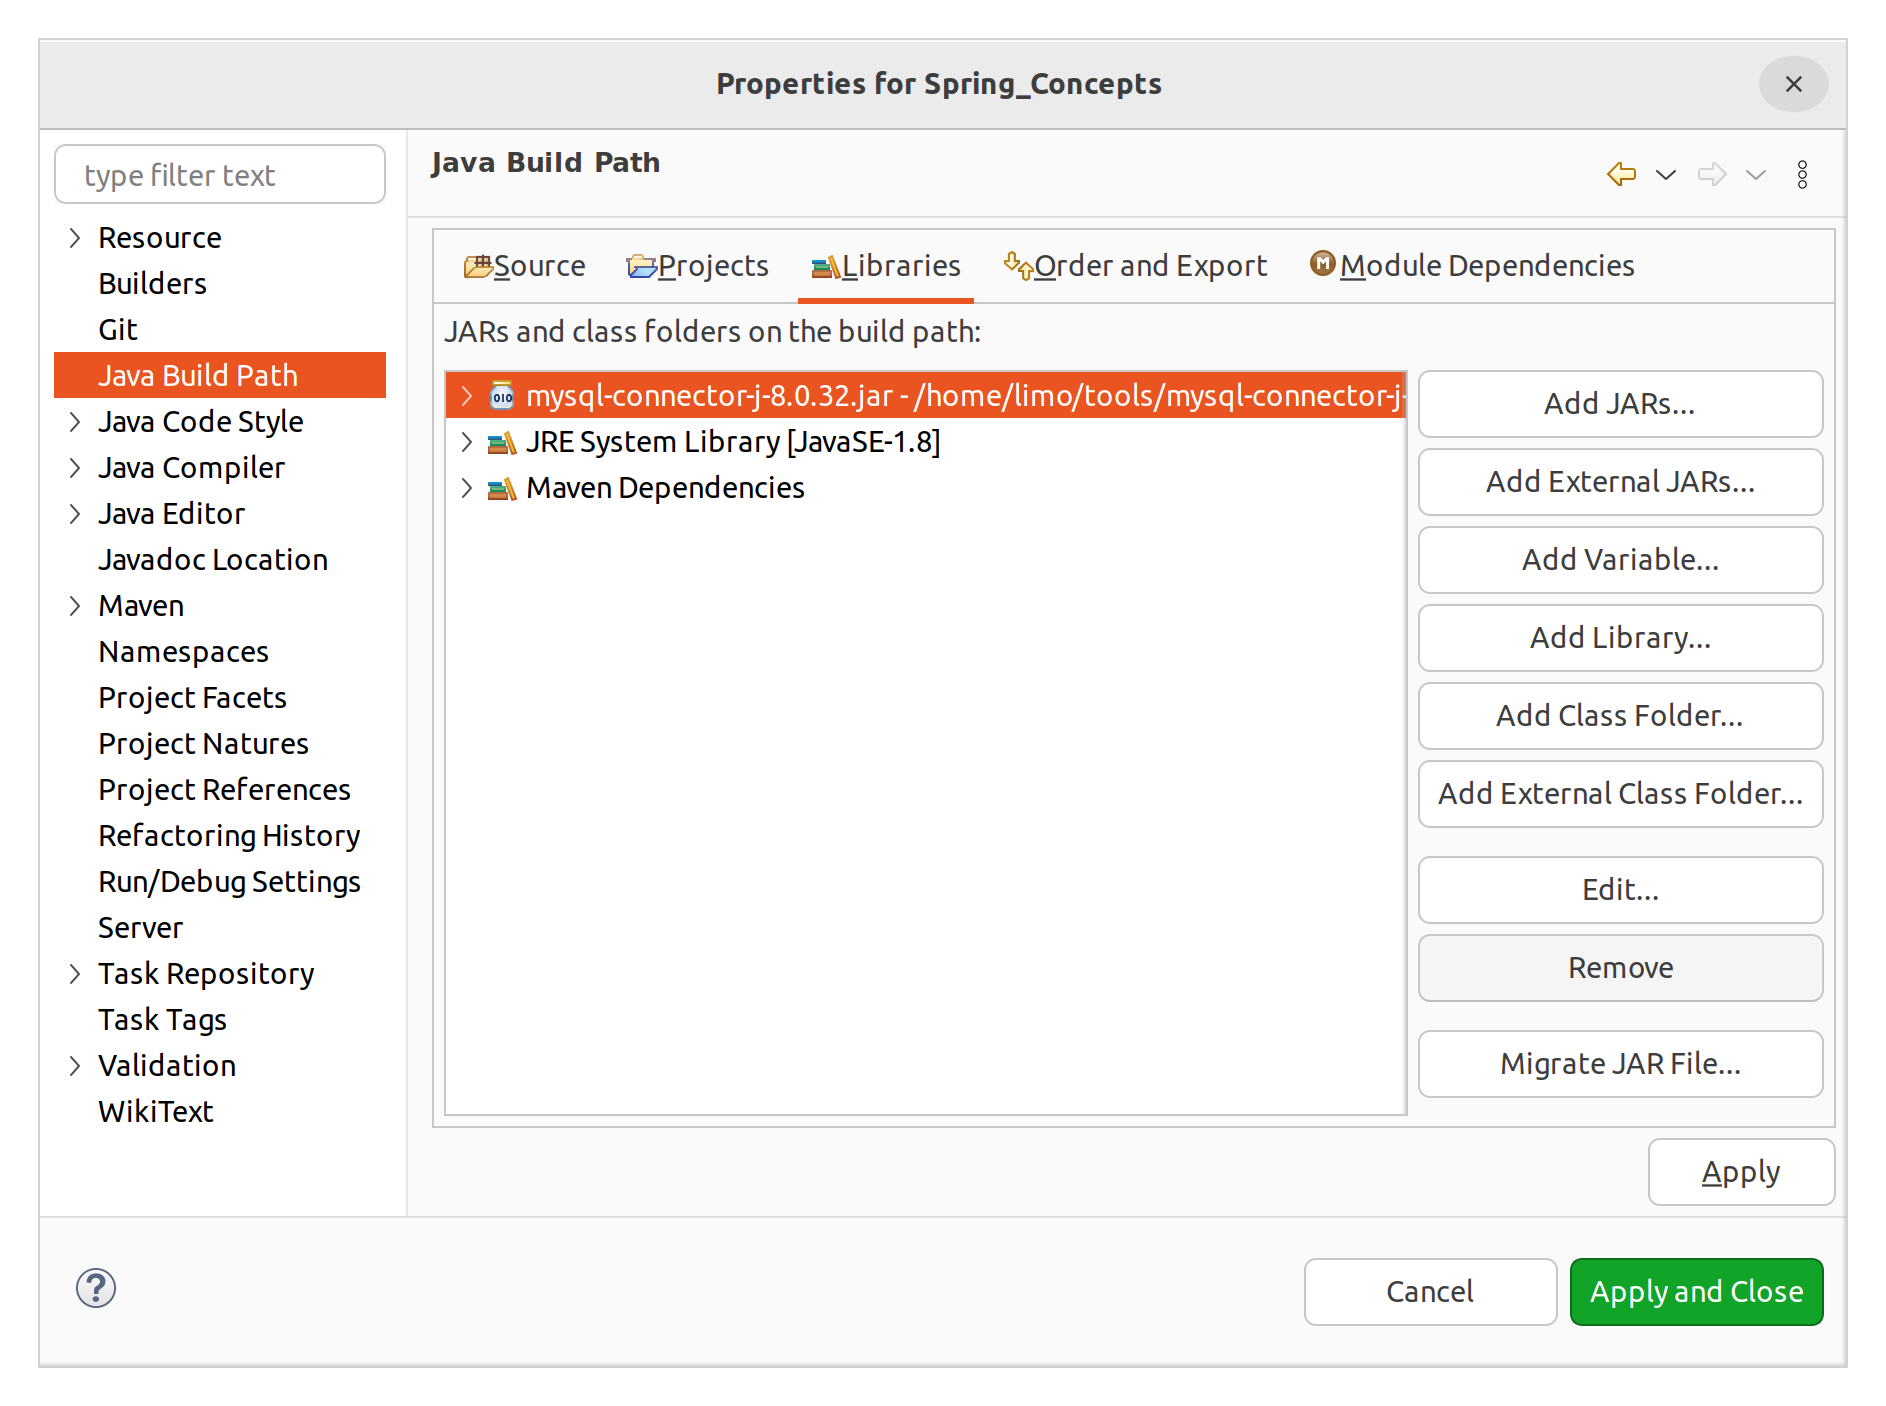 Properties for Spring_Concepts
type filter text
Resource
Builders
Git
Java Build Path
Java Code Style
Java Compiler
Java Editor
Javadoc Location
Maven
Namespaces
Project Facets
Project Natures
Project References
Refactoring History
Run/Debug Settings
Server
Task Repository
Task Tags
Validation
WikiText
Java Build Path
Source Projects Libraries Order and Export Module Dependencies
JARs and class folders on the build path:
mysql-connector-j-8.0.32.jar - /home/limo/tools/mysql-connector-j-
JRE System Library [JavaSE-1.8]
Maven Dependencies
Add JARs...
Add External JARs...
Add Variable...
Add Library...
Add Class Folder...
Add External Class Folder...
Edit...
Remove
Migrate JAR File...
Apply
Cancel Apply and Close